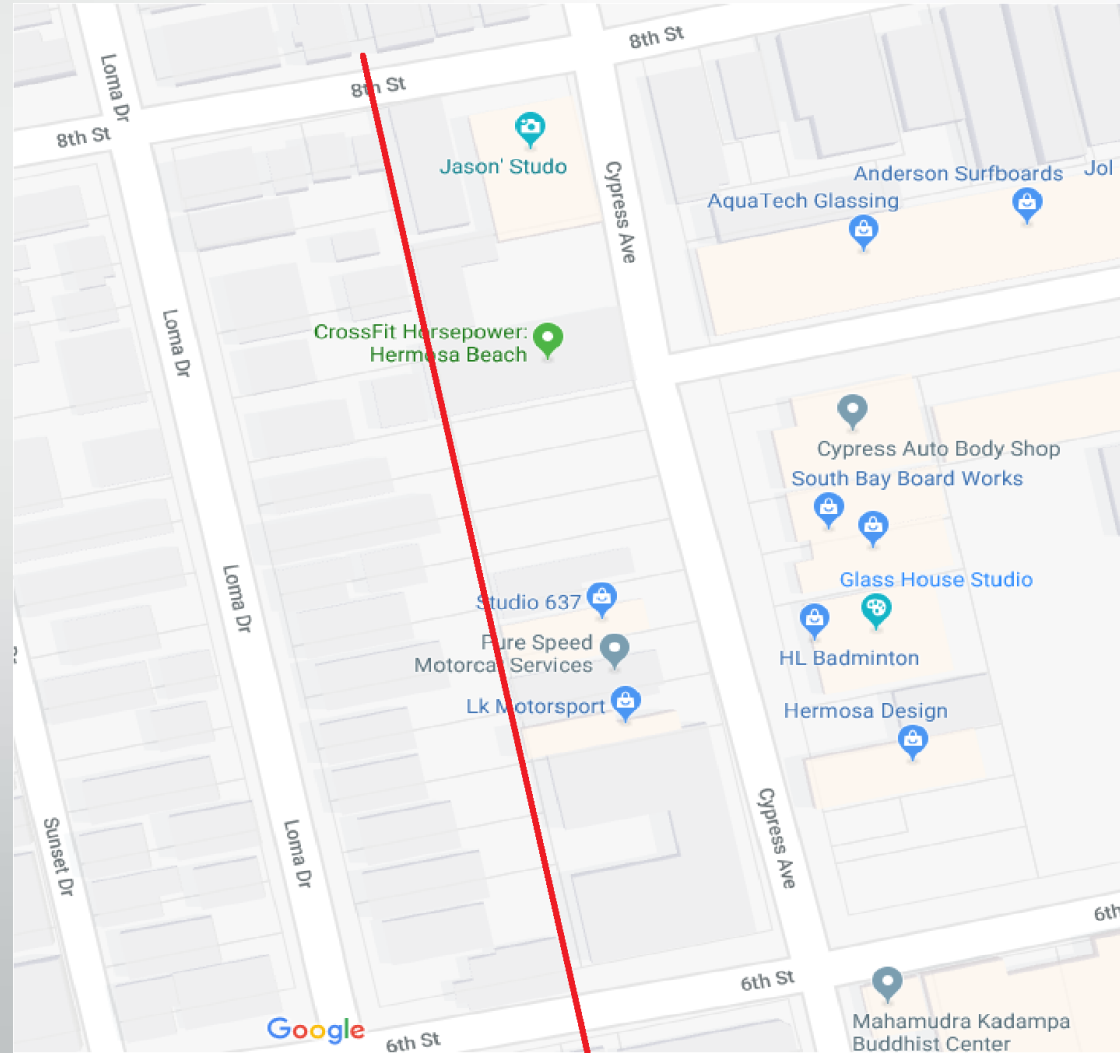 8th St
Loma Dr
8th St
8th St
Jason' Studo
Cypress Ave
Anderson Surfboards
Jol
AquaTech Glassing
Loma Dr
CrossFit Horsepower:
Hermosa Beach
Cypress Auto Body Shop
South Bay Board Works
Loma Dr
Glass House Studio
Studio 637
Pure Speed
Motorcar Services
HL Badminton
Lk Motorsport
Hermosa Design
Sunset Dr
Loma Dr
Cypress Ave
6th
6th St
Google
6th St
Mahamudra Kadampa
Buddhist Center